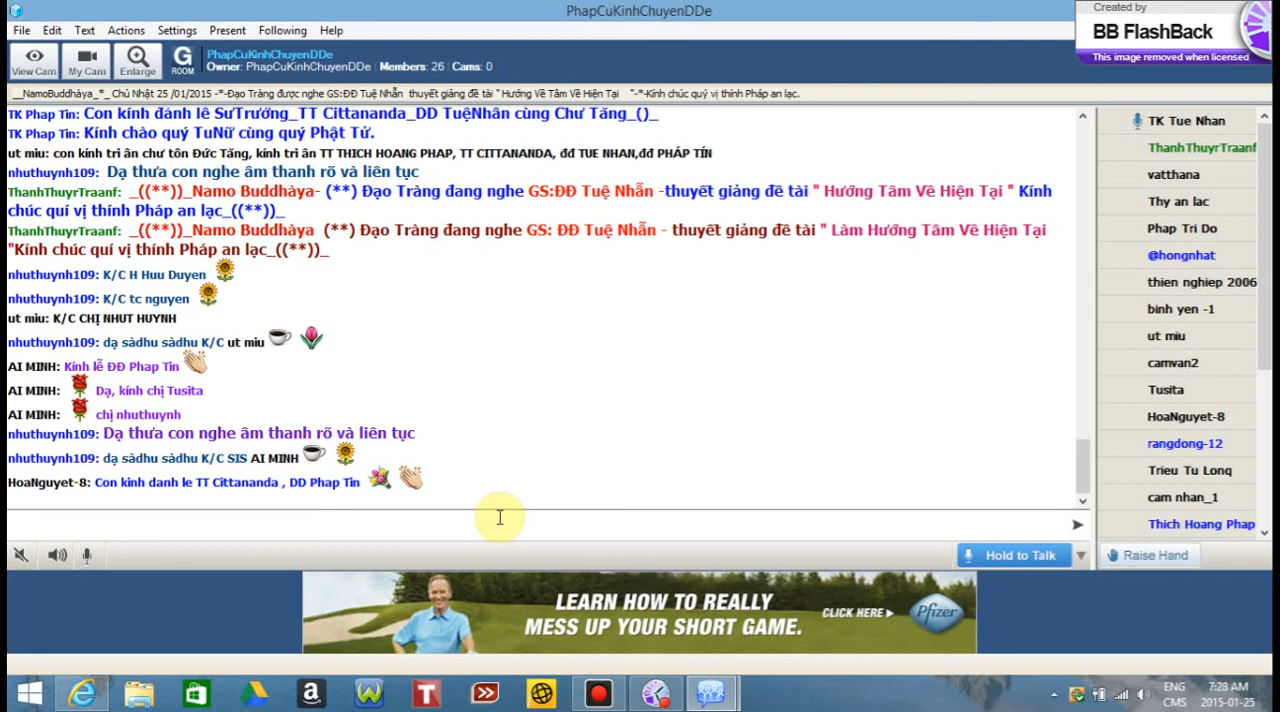 PhapCuKinhChuyenDDe
Created by
BB FlashBack
This image removed when licensed
File Edit Text Actions Settings Present Following Help
View Cam My Cam Enlarge G ROOM
PhapCuKinhChuyenDDe
Owner: PhapCuKinhChuyenDDe Members: 26 Cams: 0
__NamoBuddhàya_*_ Chủ Nhật 25 /01/2015 -*-Đạo Tràng được nghe GS:ĐĐ Tuệ Nhẫn thuyết giảng đề tài " Hướng Về Tâm Về Hiện Tại "-*-Kính chúc quý vị thính Pháp an lạc.
TK Phap Tin: Con kính đảnh lễ SưTrưởng_TT Cittananda_DD TuệNhân cùng Chư Tăng_()_
TK Phap Tin: Kính chào quý TuNữ cùng quý Phật Tử.
ut miu: con kính tri ân chư tôn Đức Tăng, kính tri ân TT THICH HOANG PHAP, TT CITTANANDA, đđ TUE NHAN,đđ PHÁP TÍN
nhuthuynh109: Dạ thưa con nghe âm thanh rõ và liên tục
ThanhThuyrTraanf: _((**))_Namo Buddhàya- (**) Đạo Tràng đang nghe GS:ĐĐ Tuệ Nhẫn -thuyết giảng đề tài " Hướng Tâm Về Hiện Tại " Kính
chúc quí vị thính Pháp an lạc_((**))_
ThanhThuyrTraanf: _((**))_Namo Buddhàya (**) Đạo Tràng đang nghe GS: ĐĐ Tuệ Nhẫn - thuyết giảng đề tài " Làm Hướng Tâm Về Hiện Tại
"Kính chúc quí vị thính Pháp an lạc_((**))_
nhuthuynh109: K/C H Huu Duyen
nhuthuynh109: K/C tc nguyen
ut miu: K/C CHỊ NHUT HUYNH
nhuthuynh109: dạ sàdhu sàdhu K/C ut miu
AI MINH: Kính lễ ĐĐ Phap Tin
AI MINH: Dạ, kính chị Tusita
AI MINH: chị nhuthuynh
nhuthuynh109: Dạ thưa con nghe âm thanh rõ và liên tục
nhuthuynh109: dạ sàdhu sàdhu K/C SIS AI MINH
HoaNguyet-8: Con kinh danh le TT Cittananda , DD Phap Tin
TK Tue Nhan
ThanhThuyrTraanf
vatthana
Thy an lac
Phap Tri Do
@hongnhat
thien nghiep 2006
binh yen -1
ut miu
camvan2
Tusita
HoaNguyet-8
rangdong-12
Trieu Tu Long
cam nhan_1
Thich Hoang Phap
Hold to Talk
Raise Hand
LEARN HOW TO REALLY
MESS UP YOUR SHORT GAME.
CLICK HERE
Pfizer
ENG
CMS
7:28 AM
2015-01-25